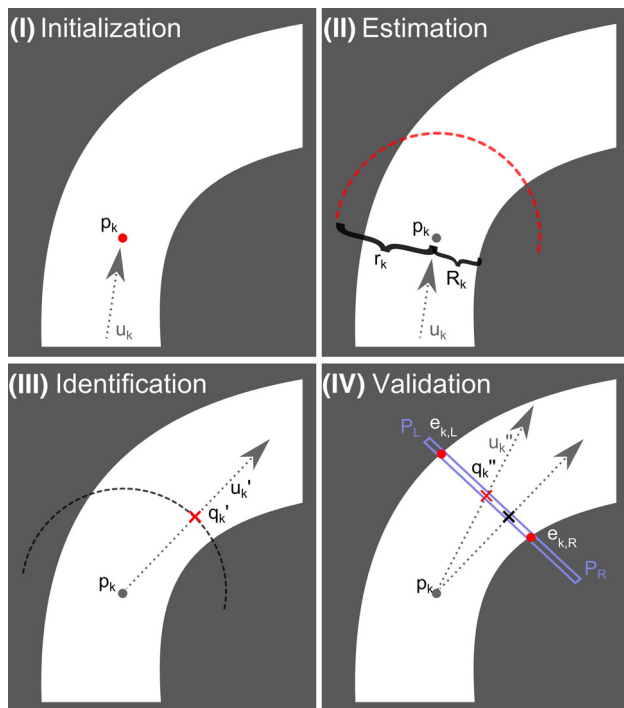 (I) Initialization
p_k
u_k
(II) Estimation
p_k
r_k
R_k
u_k
(III) Identification
u_k'
q_k'
p_k
(IV) Validation
P_L
e_k,L
u_k''
q_k''
e_k,R
P_R
p_k